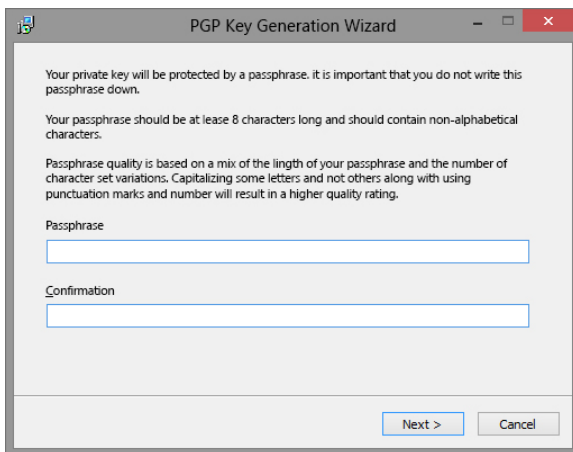 PGP Key Generation Wizard
Your private key will be protected by a passphrase. it is important that you do not write this
passphrase down.
Your passphrase should be at lease 8 characters long and should contain non-alphabetical
characters.
Passphrase quality is based on a mix of the lingth of your passphrase and the number of
character set variations. Capitalizing some letters and not others along with using
punctuation marks and number will result in a higher quality rating.
Passphrase
Confirmation
Next > Cancel